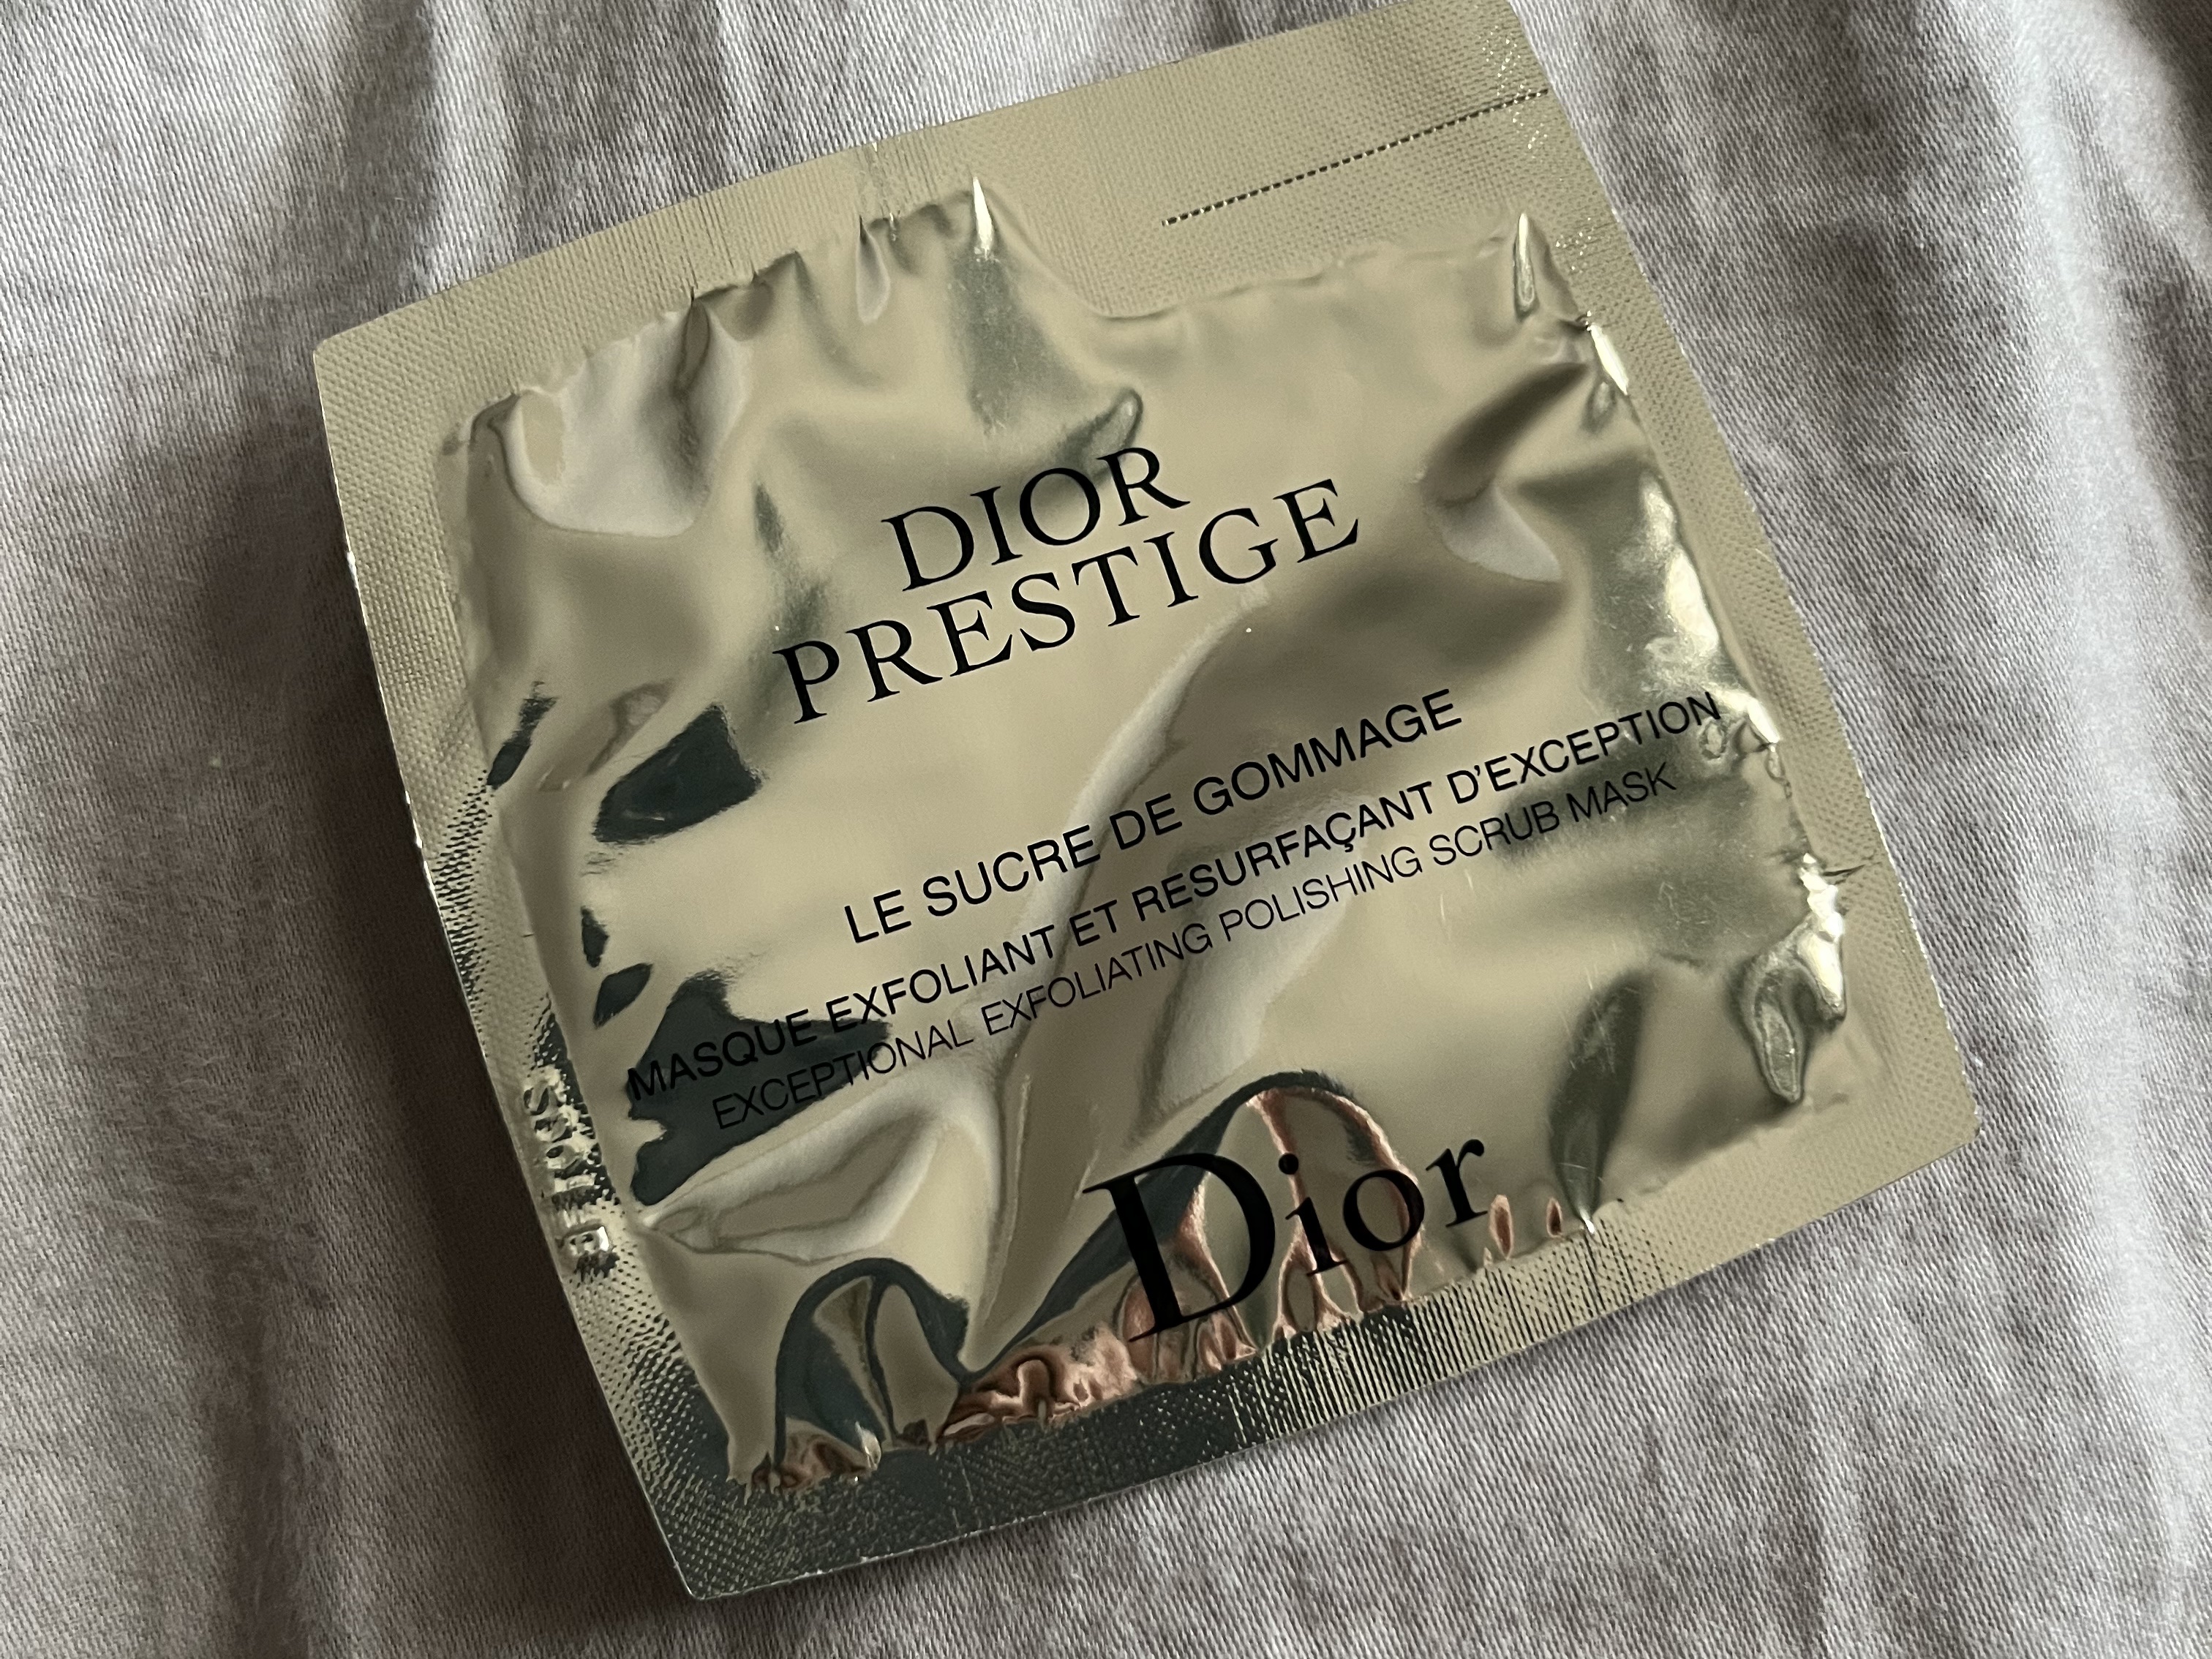 DIOR
PRESTIGE
LE SUCRE DE GOMMAGE
MASQUE EXFOLIANT ET RESURFAÇANT D'EXCEPTION
EXCEPTIONAL EXFOLIATING POLISHING SCRUB MASK
Dior